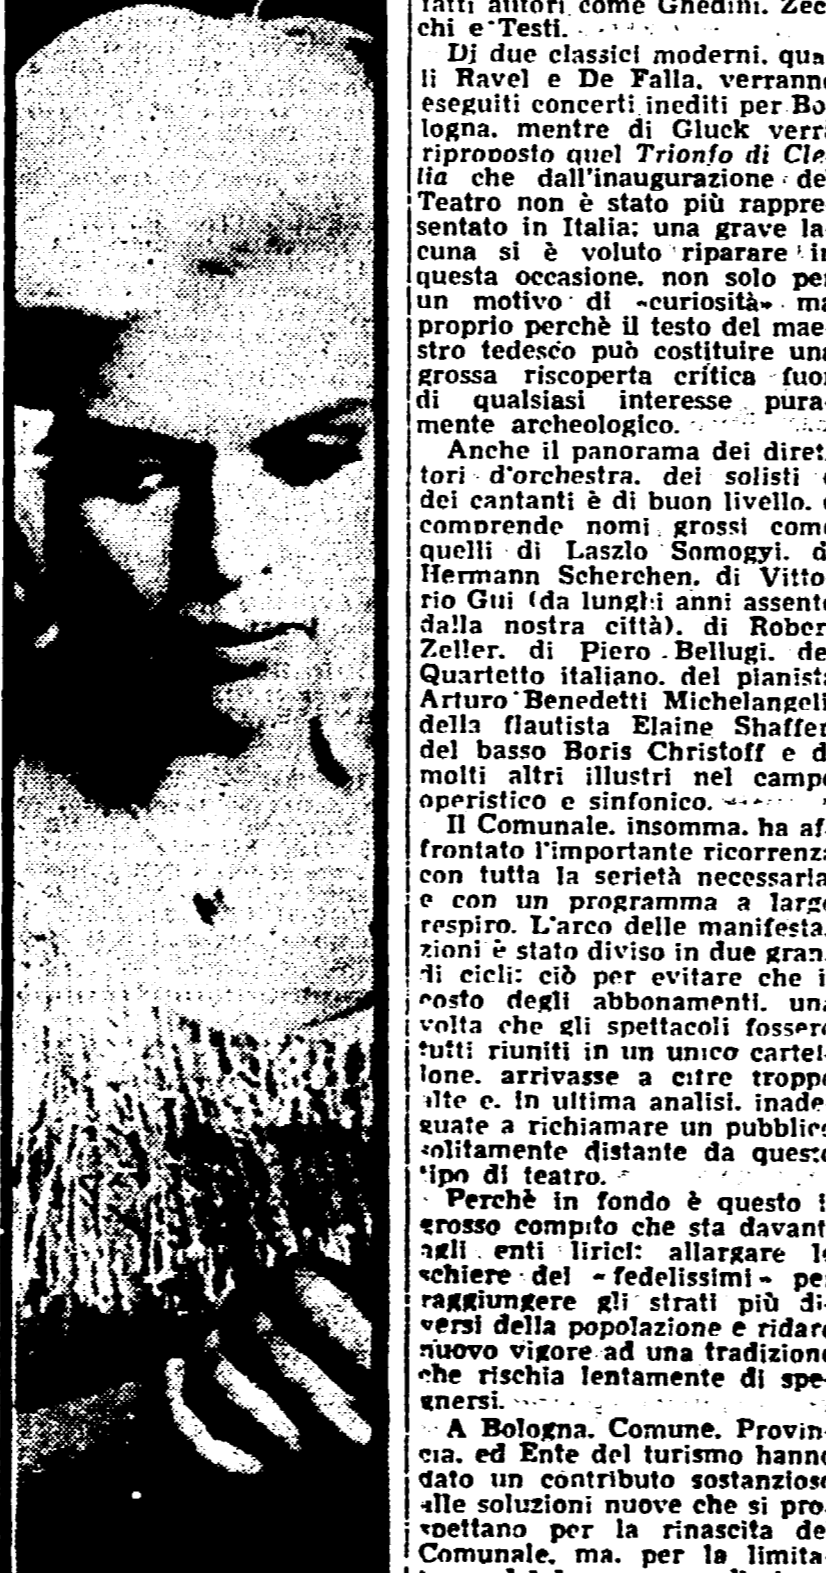 fatti autori come Ghedini. Zec
chi e Testi.
Di due classici moderni. qua
li Ravel e De Falla. verranno
eseguiti concerti inediti per Bo
logna. mentre di Gluck verr
riproposto quel Trionfo di Cle
lia che dall'inaugurazione de
Teatro non è stato più rappre
sentato in Italia: una grave la
cuna si è voluto riparare in
questa occasione. non solo per
un motivo di «curiosità» ma
proprio perchè il testo del mae
stro tedesco può costituire una
grossa riscoperta critica fuor
di qualsiasi interesse pura-
mente archeologico.
Anche il panorama dei diret
tori d'orchestra. dei solisti e
dei cantanti è di buon livello. e
comprende nomi grossi come
quelli di Laszlo Somogyi. d
Hermann Scherchen. di Vitto
rio Gui (da lunghi anni assente
dalla nostra città). di Rober
Zeller. di Piero Bellugi. de
Quartetto italiano. del pianista
Arturo Benedetti Michelangeli
della flautista Elaine Shaffer
del basso Boris Christoff e d
molti altri illustri nel campo
operistico e sinfonico.
Il Comunale. insomma. ha af
frontato l'importante ricorrenza
con tutta la serietà necessaria
e con un programma a largo
respiro. L'arco delle manifesta
zioni è stato diviso in due gran
di cicli: ciò per evitare che i
costo degli abbonamenti. una
volta che gli spettacoli fossero
tutti riuniti in un unico cartel-
lone. arrivasse a cifre troppo
alte e. in ultima analisi. inade
guate a richiamare un pubblico
solitamente distante da questo
tipo di teatro.
Perchè in fondo è questo i
grosso compito che sta davant
agli enti lirici: allargare le
schiere dei «fedelissimi» per
raggiungere gli strati più di-
versi della popolazione e ridare
nuovo vigore ad una tradizione
che rischia lentamente di spe-
gnersi.
A Bologna. Comune. Provin-
cia. ed Ente del turismo hanno
dato un contributo sostanzioso
alle soluzioni nuove che si pro
spettano per la rinascita de
Comunale. ma. per la limita-